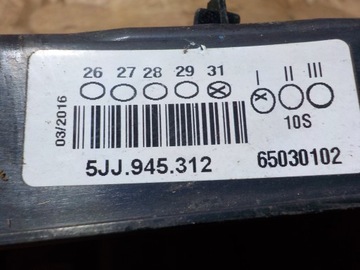 26 27 28 29 31 I II III
03/2016
10S
5JJ.945.312 65030102